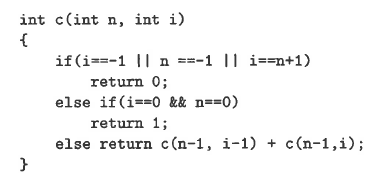 int c(int n, int i)
{
if(i==-1 || n ==-1 || i==n+1)
return 0;
else if(i==0 && n==0)
return 1;
else return c(n-1, i-1) + c(n-1,i);
}